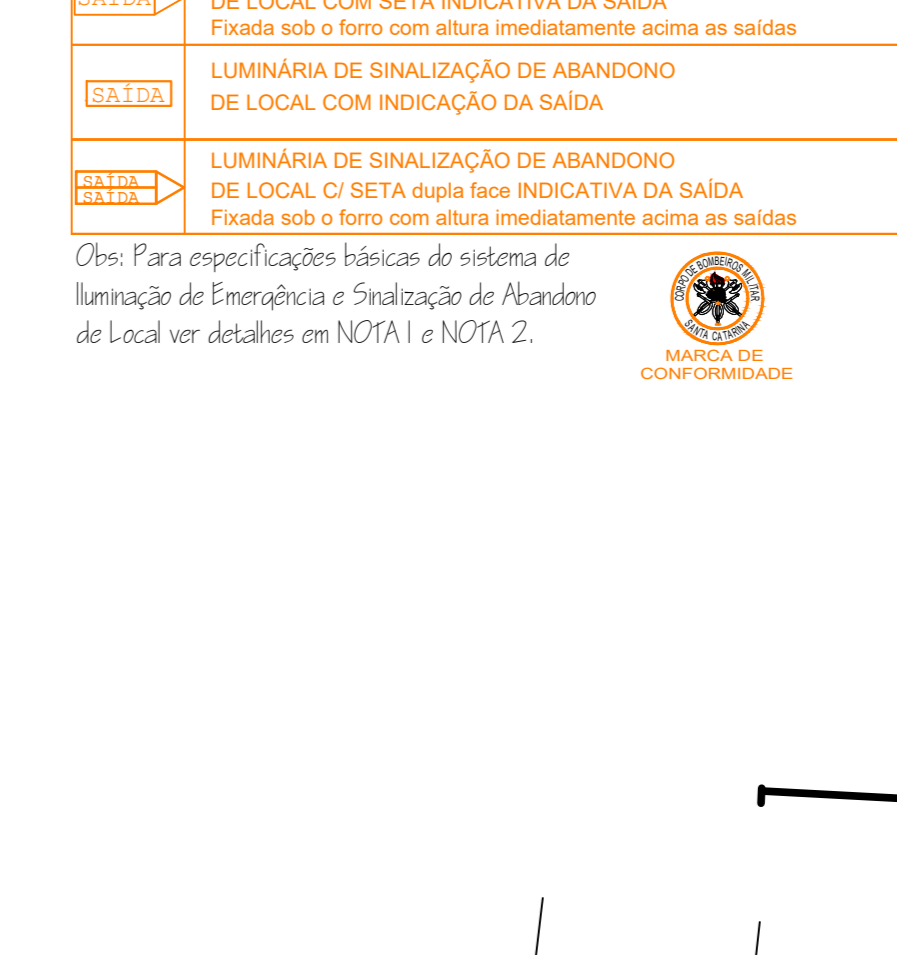 SAÍDA
DE LOCAL COM SETA INDICATIVA DA SAÍDA
Fixada sob o forro com altura imediatamente acima as saídas
SAÍDA
LUMINÁRIA DE SINALIZAÇÃO DE ABANDONO
DE LOCAL COM INDICAÇÃO DA SAÍDA
SAÍDA
SAÍDA
LUMINÁRIA DE SINALIZAÇÃO DE ABANDONO
DE LOCAL C/ SETA dupla face INDICATIVA DA SAÍDA
Fixada sob o forro com altura imediatamente acima as saídas
Obs: Para especificações básicas do sistema de
Iluminação de Emergência e Sinalização de Abandono
de Local ver detalhes em NOTA 1 e NOTA 2.
CORPO DE BOMBEIROS MILITAR
SANTA CATARINA
MARCA DE
CONFORMIDADE